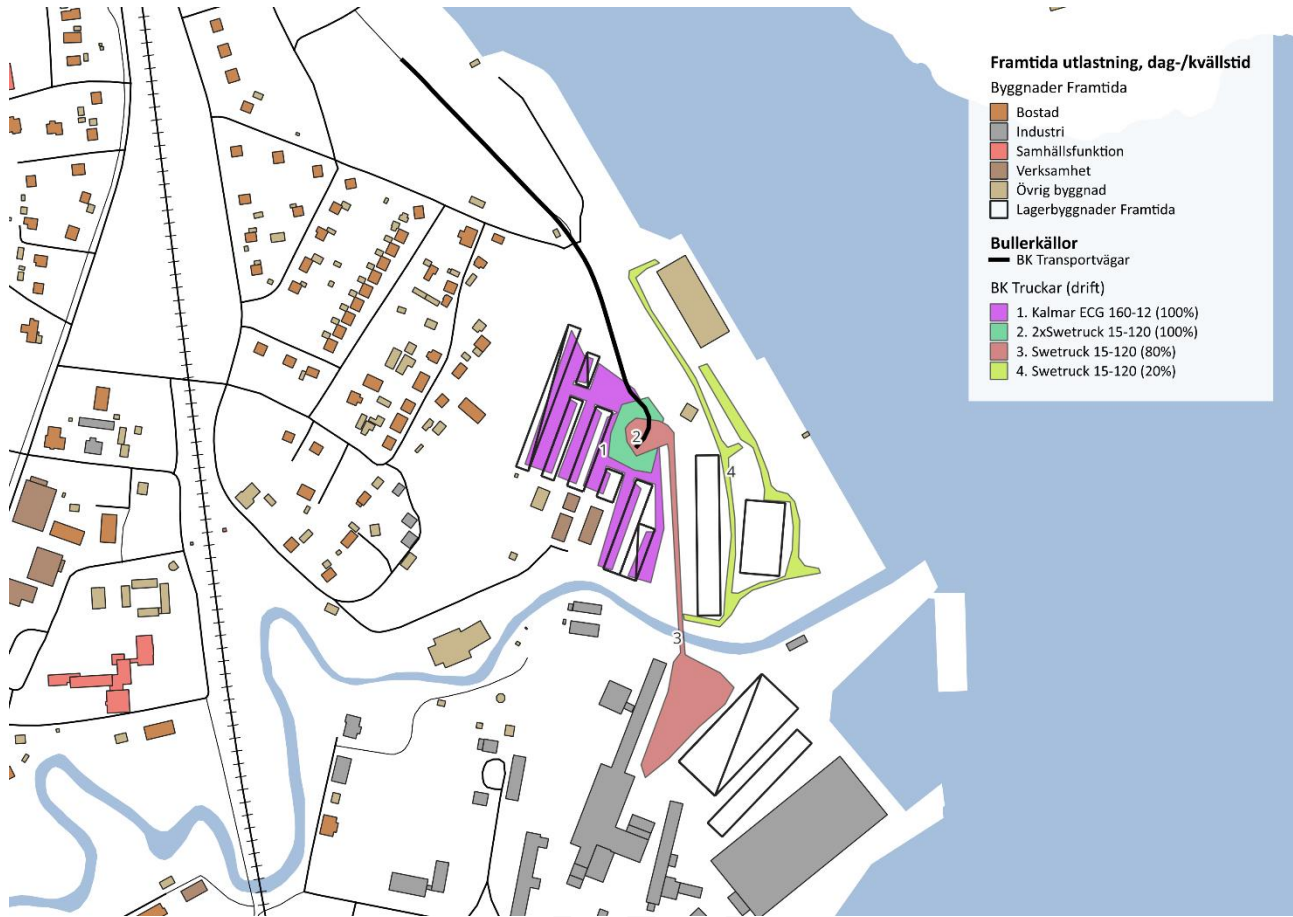 Framtida utlastning, dag-/kvällstid
Byggnader Framtida
Bostad
Industri
Samhällsfunktion
Verksamhet
Övrig byggnad
Lagerbyggnader Framtida
Bullerkällor
BK Transportvägar
BK Truckar (drift)
1. Kalmar ECG 160-12 (100%)
2. 2xSwetruck 15-120 (100%)
3. Swetruck 15-120 (80%)
4. Swetruck 15-120 (20%)
2
1
4
3